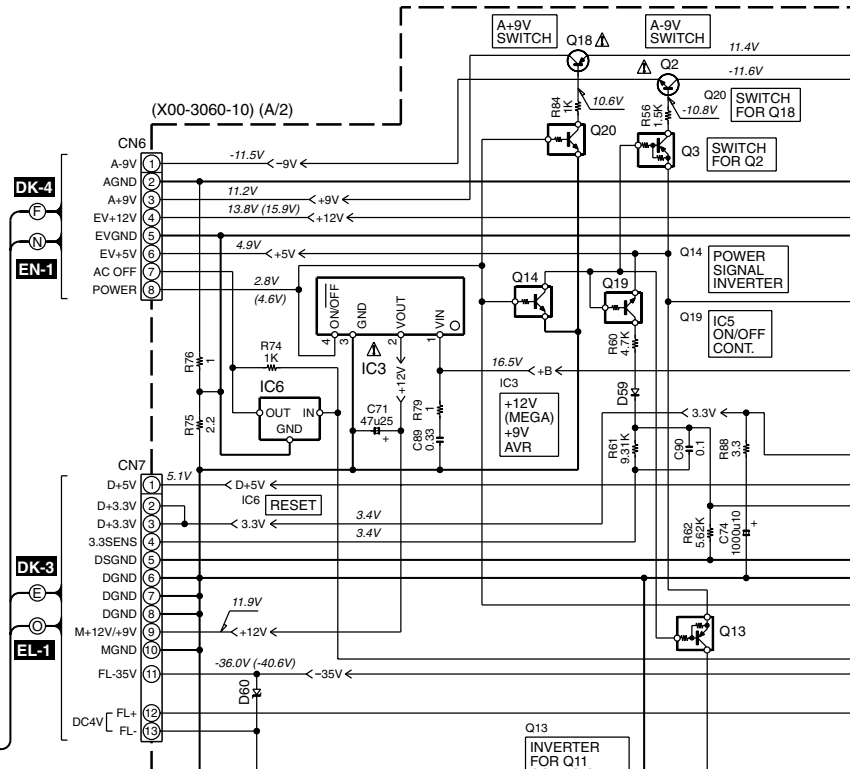 A+9V
SWITCH
Q18
A-9V
SWITCH
11.4V
Q2
-11.6V
Q20
SWITCH
FOR Q18
(X00-3060-10) (A/2)
R84
1K
10.6V
R56
1.5K
-10.8V
Q20
Q3
SWITCH
FOR Q2
CN6
A-9V 1 -11.5V -9V
AGND 2
A+9V 3 11.2V +9V
EV+12V 4 13.8V (15.9V) +12V
EVGND 5
EV+5V 6 4.9V +5V
AC OFF 7
POWER 8 2.8V
(4.6V)
DK-4
F
N
EN-1
Q14
POWER
SIGNAL
INVERTER
Q14
Q19
Q19
IC5
ON/OFF
CONT.
ON/OFF
GND
VOUT
VIN
4 3 2 1
IC3
+12V
R60
4.7K
R76
1
R74
1K
16.5V +B
IC3
+12V
(MEGA)
+9V
AVR
IC6
OUT IN
GND
R75
2.2
C71
47u25
+
R79
1
C89
0.33
D59
3.3V
R61
9.31K
C90
0.1
R88
3.3
CN7
D+5V 1 5.1V D+5V
IC6
RESET
D+3.3V 2
D+3.3V 3 3.3V 3.4V
3.3SENS 4 3.4V
DSGND 5
DGND 6
DGND 7
DGND 8
M+12V/+9V 9 11.9V +12V
MGND 10
FL-35V 11 -36.0V (-40.6V) -35V
DC4V
FL+ 12
FL- 13
DK-3
E
O
EL-1
R62
5.62K
C74
1000u10
+
Q13
D60
Q13
INVERTER
FOR Q11